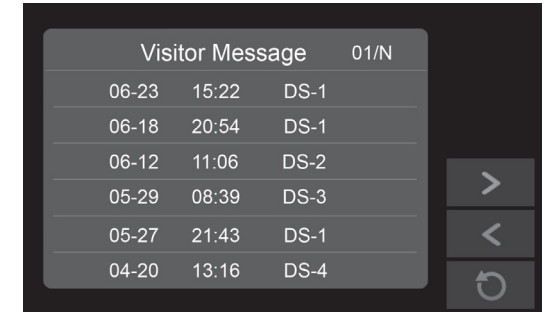 Visitor Message 01/N
06-23 15:22 DS-1
06-18 20:54 DS-1
06-12 11:06 DS-2
05-29 08:39 DS-3
05-27 21:43 DS-1
04-20 13:16 DS-4